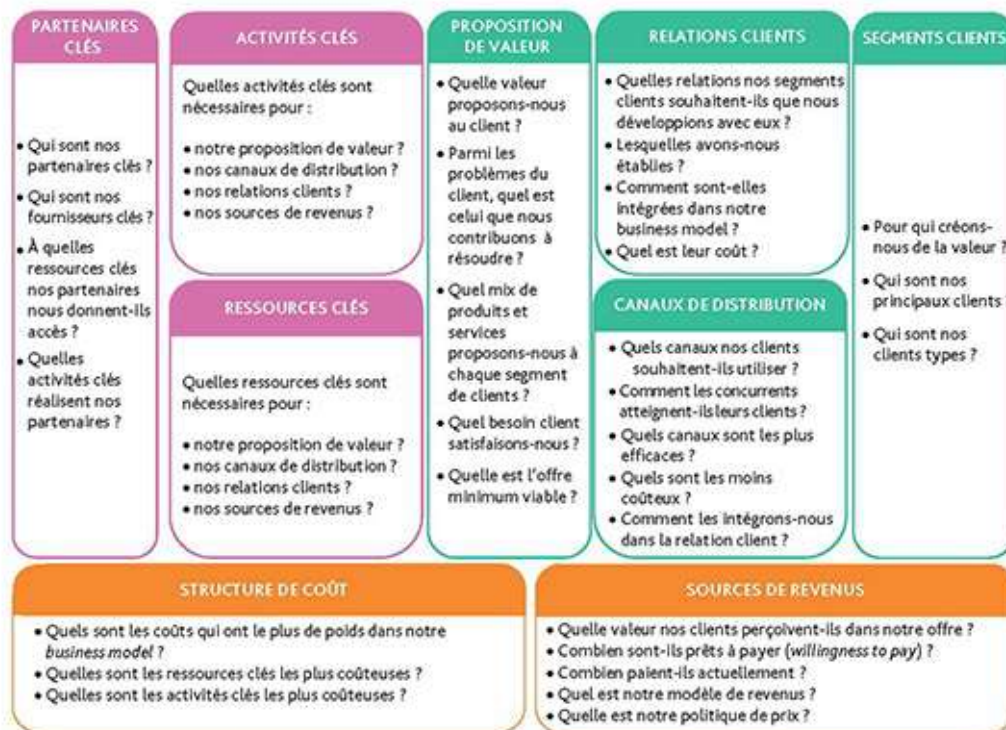 PARTENAIRES
CLÉS
Qui sont nos
partenaires clés ?
Qui sont nos
fournisseurs clés ?
À quelles
ressources clés
nos partenaires
nous donnent-ils
accès ?
Quelles
activités clés
réalisent nos
partenaires ?
ACTIVITÉS CLÉS
Quelles activités clés sont
nécessaires pour :
notre proposition de valeur ?
nos canaux de distribution ?
nos relations clients ?
nos sources de revenus ?
RESSOURCES CLÉS
Quelles ressources clés sont
nécessaires pour :
notre proposition de valeur ?
nos canaux de distribution ?
nos relations clients ?
nos sources de revenus ?
PROPOSITION
DE VALEUR
Quelle valeur
proposons-nous
au client ?
Parmi les
problèmes du
client, quel est
celui que nous
contribuons à
résoudre ?
Quel mix de
produits et
services
proposons-nous à
chaque segment
de clients ?
Quel besoin client
satisfaisons-nous ?
Quelle est l'offre
minimum viable ?
RELATIONS CLIENTS
Quelles relations nos segments
clients souhaitent-ils que nous
développions avec eux ?
Lesquelles avons-nous
établies ?
Comment sont-elles
intégrées dans notre
business model ?
Quel est leur coût ?
CANAUX DE DISTRIBUTION
Quels canaux nos clients
souhaitent-ils utiliser ?
Comment les concurrents
atteignent-ils leurs clients ?
Quels canaux sont les plus
efficaces ?
Quels sont les moins
coûteux ?
Comment les intégrons-nous
dans la relation client ?
SEGMENTS CLIENTS
Pour qui créons-
nous de la valeur ?
Qui sont nos
principaux clients
Qui sont nos
clients types ?
STRUCTURE DE COÛT
Quels sont les coûts qui ont le plus de poids dans notre
business model ?
Quelles sont les ressources clés les plus coûteuses ?
Quelles sont les activités clés les plus coûteuses ?
SOURCES DE REVENUS
Quelle valeur nos clients perçoivent-ils dans notre offre ?
Combien sont-ils prêts à payer (willingness to pay) ?
Combien paient-ils actuellement ?
Quel est notre modèle de revenus ?
Quelle est notre politique de prix ?